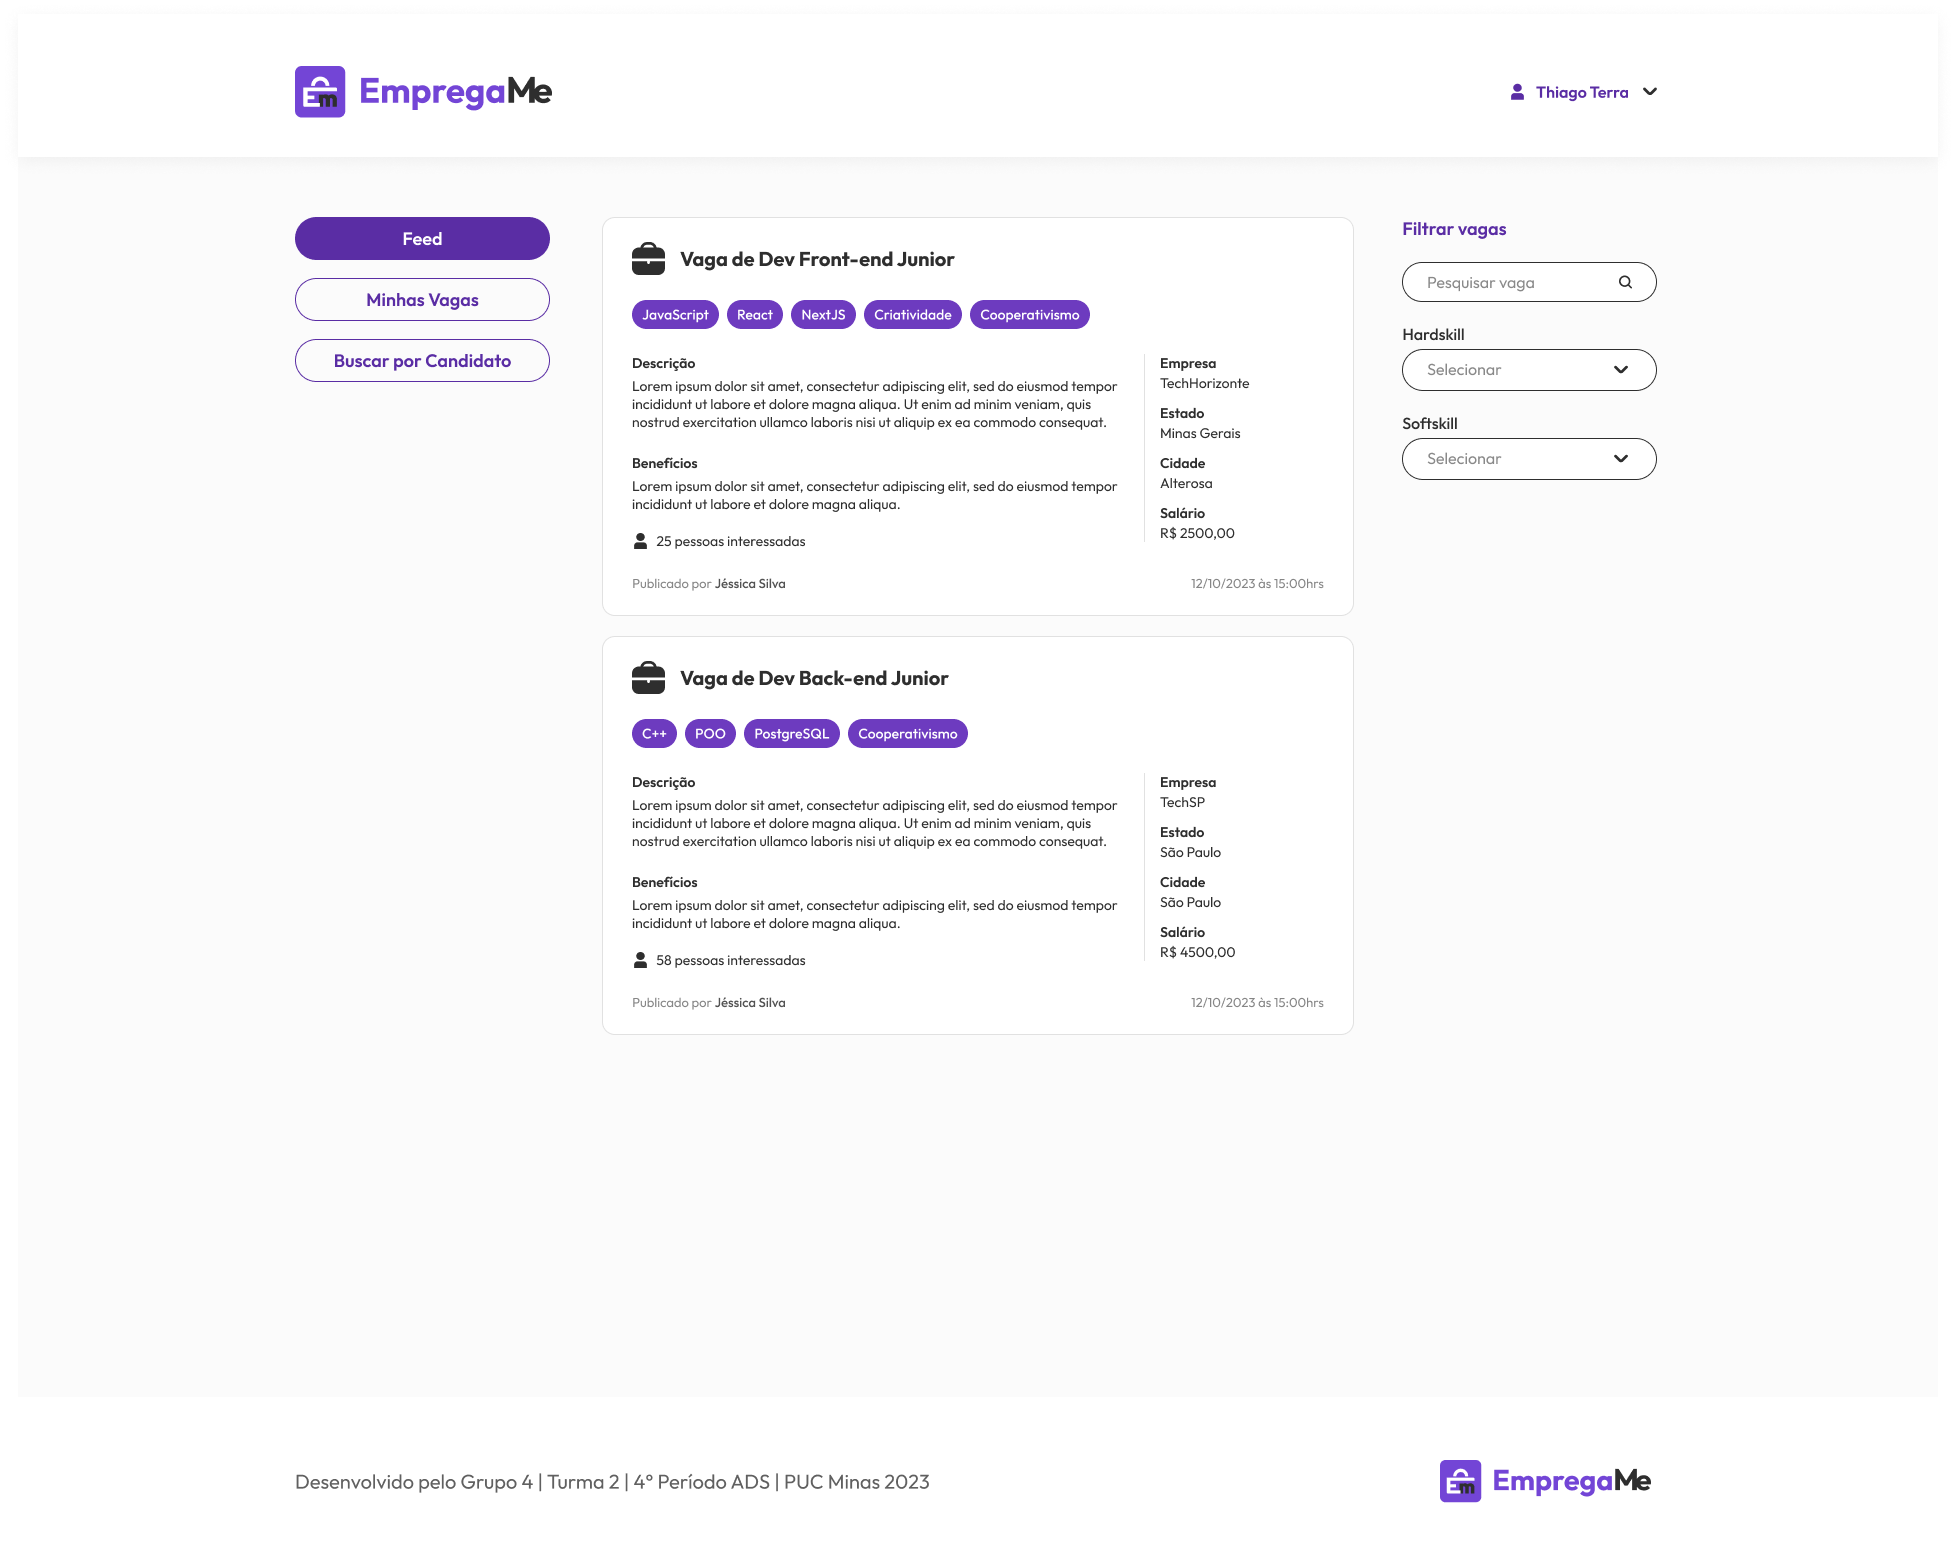 Em EmpregaMe
Thiago Terra
Feed
Minhas Vagas
Buscar por Candidato
Vaga de Dev Front-end Junior
JavaScript React NextJS Criatividade Cooperativismo
Descrição
Lorem ipsum dolor sit amet, consectetur adipiscing elit, sed do eiusmod tempor
incididunt ut labore et dolore magna aliqua. Ut enim ad minim veniam, quis
nostrud exercitation ullamco laboris nisi ut aliquip ex ea commodo consequat.
Benefícios
Lorem ipsum dolor sit amet, consectetur adipiscing elit, sed do eiusmod tempor
incididunt ut labore et dolore magna aliqua.
25 pessoas interessadas
Empresa
TechHorizonte
Estado
Minas Gerais
Cidade
Alterosa
Salário
R$ 2500,00
Publicado por Jéssica Silva
12/10/2023 às 15:00hrs
Vaga de Dev Back-end Junior
C++ POO PostgreSQL Cooperativismo
Descrição
Lorem ipsum dolor sit amet, consectetur adipiscing elit, sed do eiusmod tempor
incididunt ut labore et dolore magna aliqua. Ut enim ad minim veniam, quis
nostrud exercitation ullamco laboris nisi ut aliquip ex ea commodo consequat.
Benefícios
Lorem ipsum dolor sit amet, consectetur adipiscing elit, sed do eiusmod tempor
incididunt ut labore et dolore magna aliqua.
58 pessoas interessadas
Empresa
TechSP
Estado
São Paulo
Cidade
São Paulo
Salário
R$ 4500,00
Publicado por Jéssica Silva
12/10/2023 às 15:00hrs
Filtrar vagas
Pesquisar vaga
Hardskill
Selecionar
Softskill
Selecionar
Desenvolvido pelo Grupo 4 | Turma 2 | 4° Período ADS | PUC Minas 2023
Em EmpregaMe